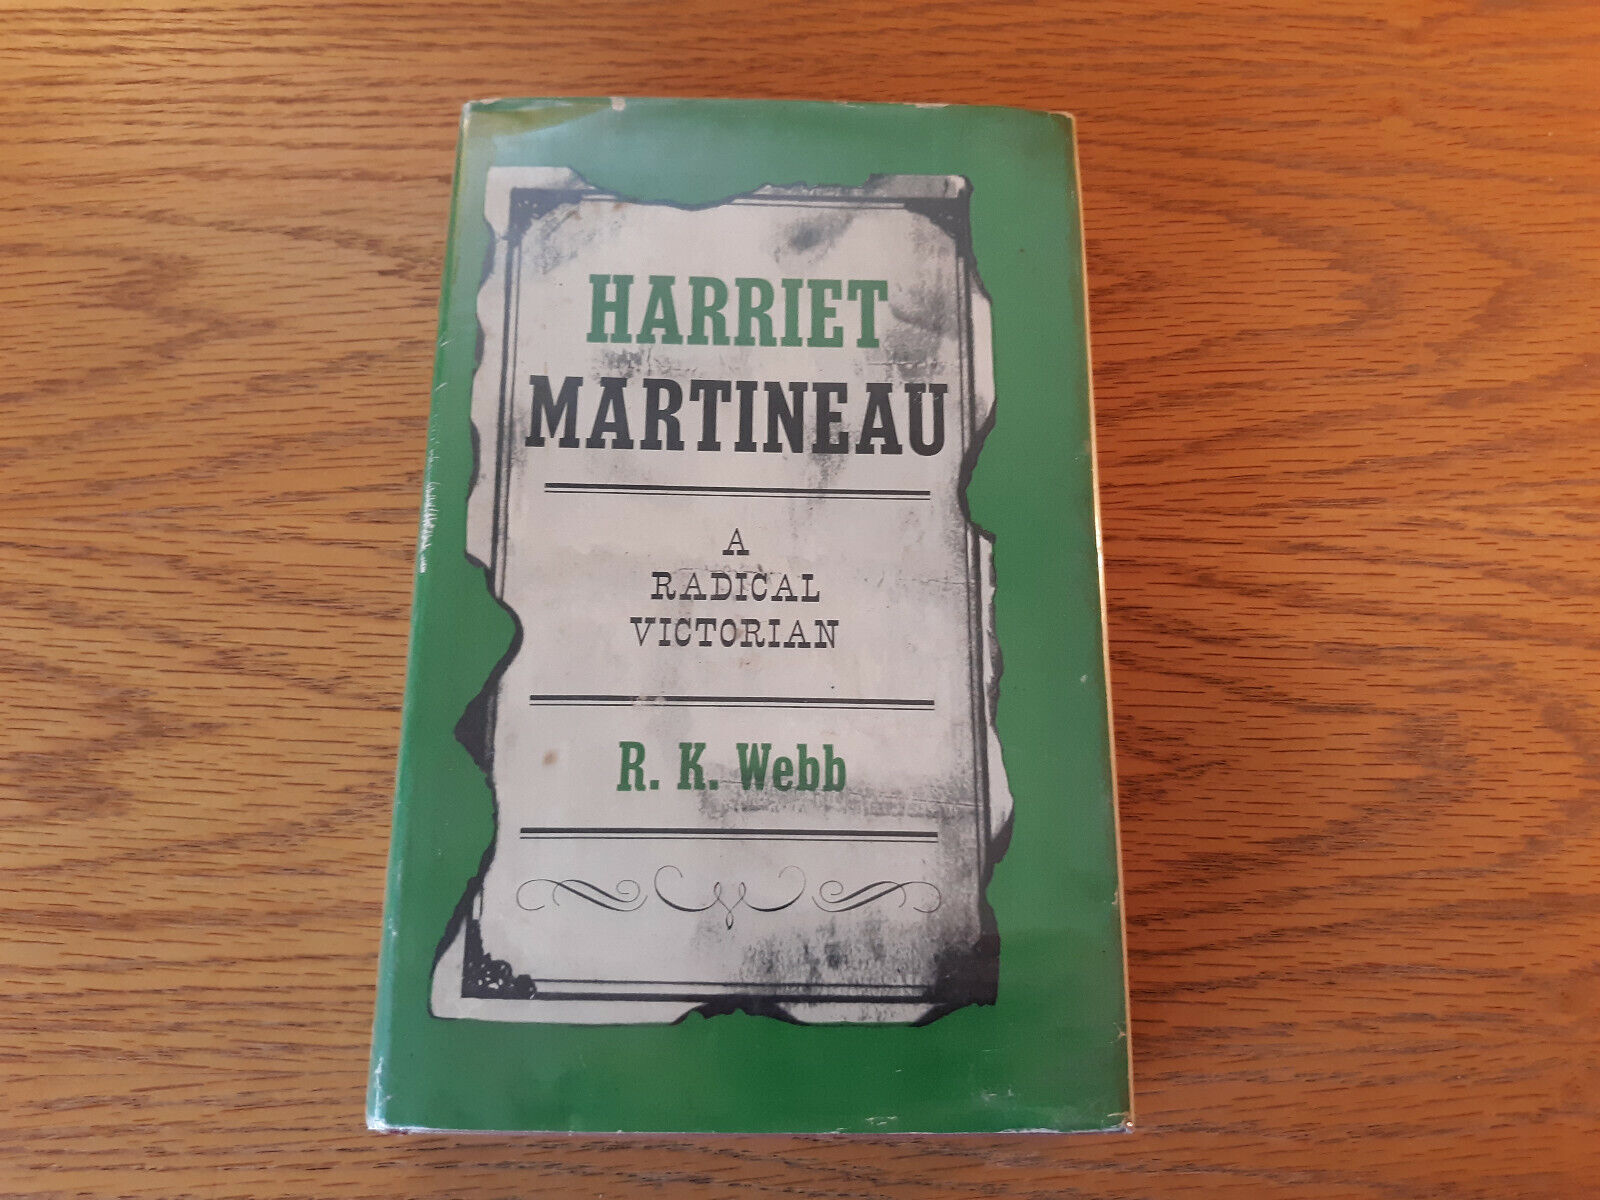 HARRIET
MARTINEAU
A
RADICAL
VICTORIAN
R. K. Webb